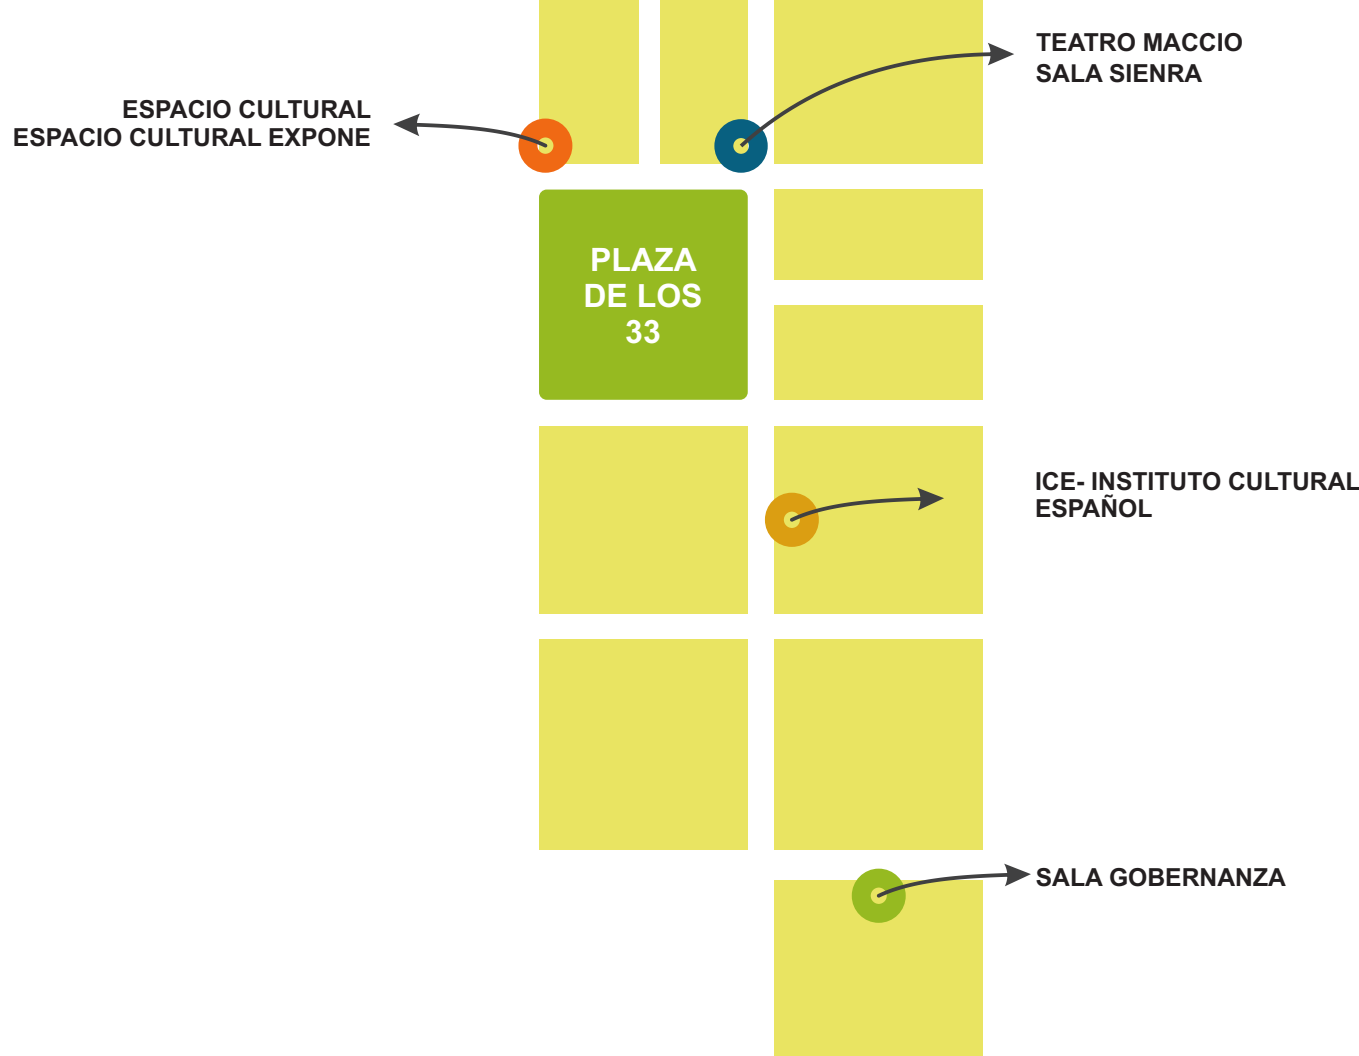 TEATRO MACCIO
SALA SIENRA
ESPACIO CULTURAL
ESPACIO CULTURAL EXPONE
PLAZA
DE LOS
33
ICE- INSTITUTO CULTURAL
ESPAÑOL
SALA GOBERNANZA